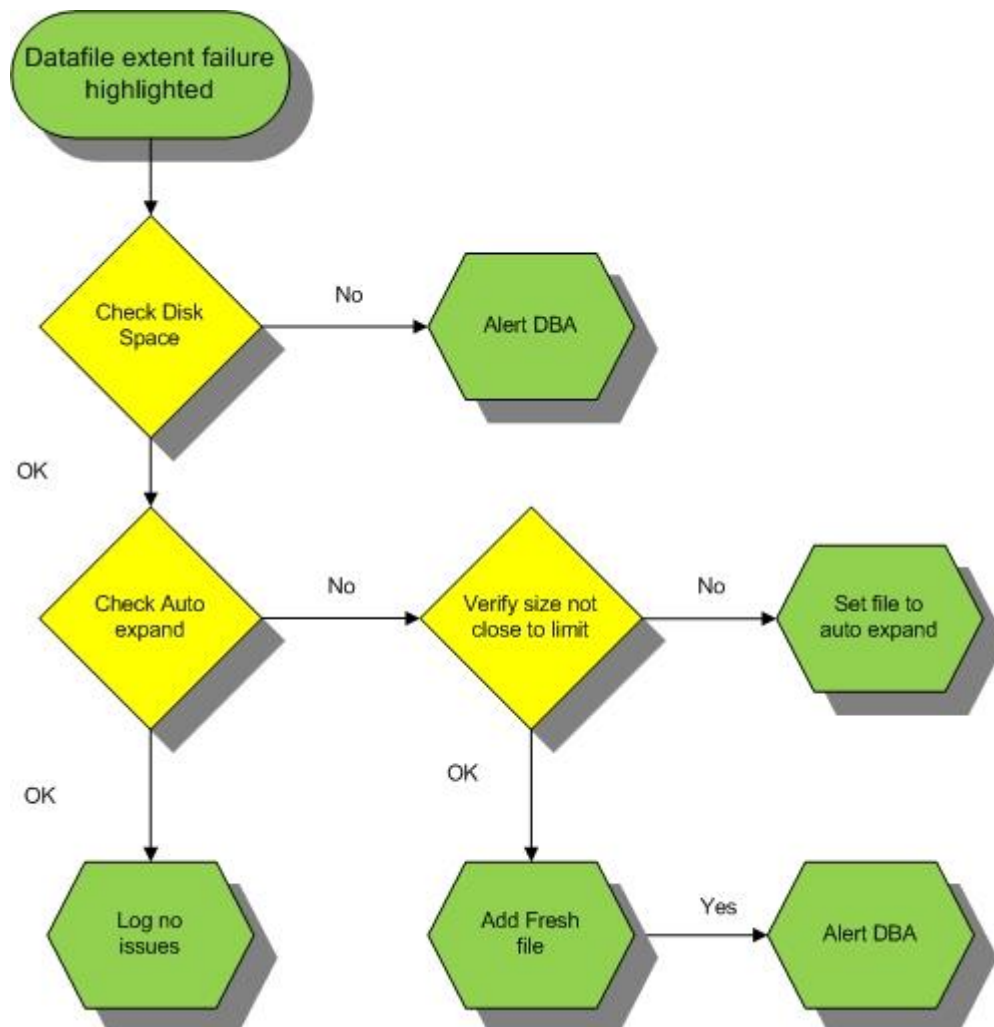 Datafile extent failure
highlighted
Check Disk
Space
No
Alert DBA
OK
Check Auto
expand
No
Verify size not
close to limit
No
Set file to
auto expand
OK
OK
Log no
issues
Add Fresh
file
Yes
Alert DBA